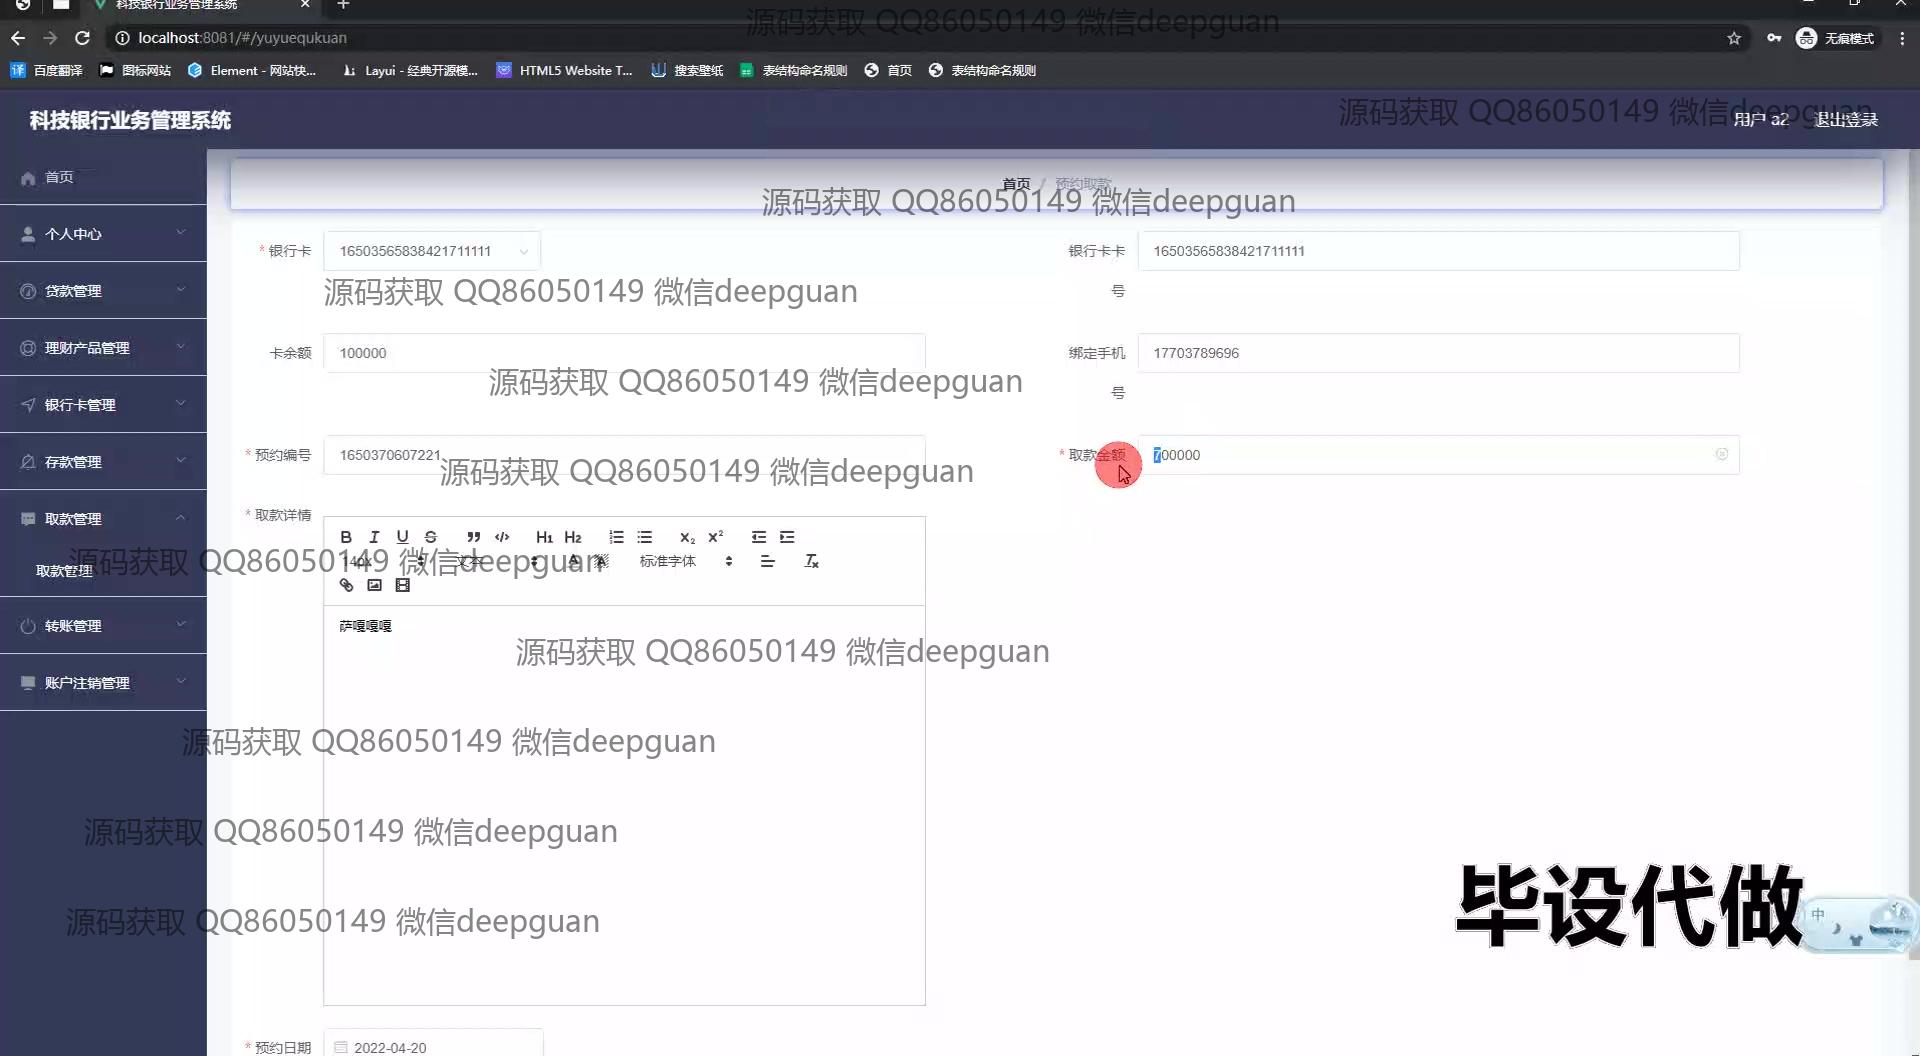 科技银行业务管理系统
源码获取 QQ86050149 微信deepguan
localhost:8081/#/yuyuequkuan
无痕模式
百度翻译
图标网站
Element - 网站快...
Layui - 经典开源模...
HTML5 Website T...
搜索壁纸
表结构命名规则
首页
表结构命名规则
科技银行业务管理系统
源码获取 QQ86050149 微信deepguan
用户 a2
退出登录
首页
个人中心
贷款管理
理财产品管理
银行卡管理
存款管理
取款管理
取款管理
转账管理
账户注销管理
首页 / 预约取款
源码获取 QQ86050149 微信deepguan
* 银行卡
16503565838421711111
银行卡卡号
16503565838421711111
源码获取 QQ86050149 微信deepguan
卡余额
100000
绑定手机号
17703789696
源码获取 QQ86050149 微信deepguan
* 预约编号
1650370607221
* 取款金额
700000
源码获取 QQ86050149 微信deepguan
* 取款详情
B I U S H1 H2 X2 X2
14px 文本 标准字体
源码获取 QQ86050149 微信deepguan
萨嘎嘎嘎
源码获取 QQ86050149 微信deepguan
源码获取 QQ86050149 微信deepguan
源码获取 QQ86050149 微信deepguan
源码获取 QQ86050149 微信deepguan
毕设代做
中
* 预约日期
2022-04-20